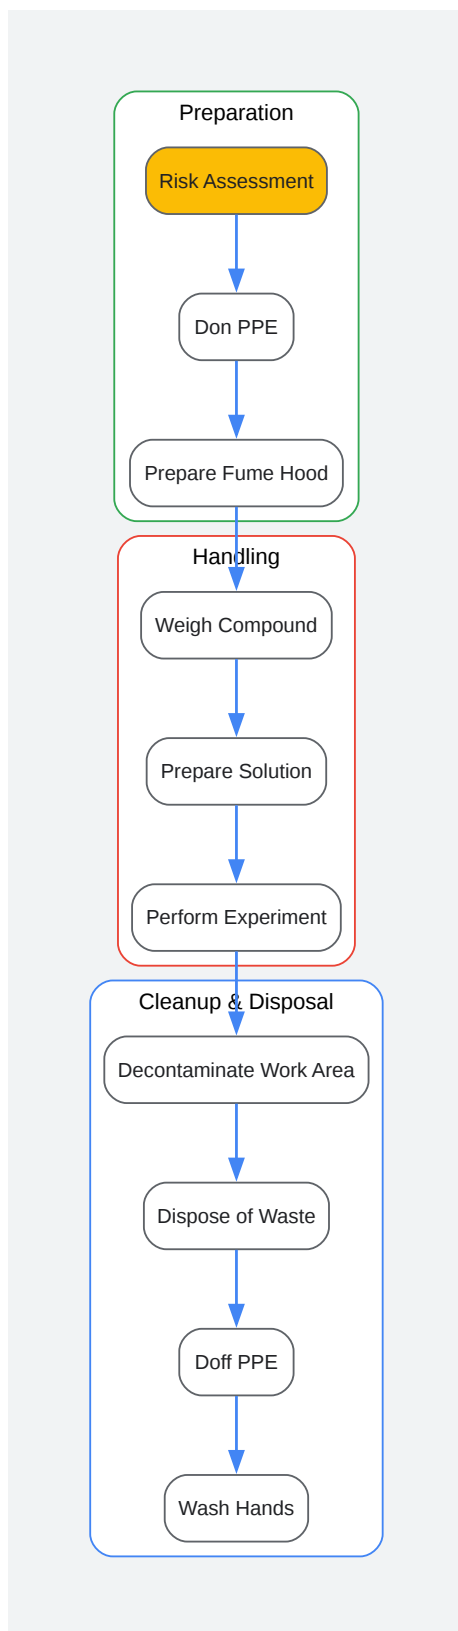 Preparation
Risk Assessment
Don PPE
Prepare Fume Hood
Handling
Weigh Compound
Prepare Solution
Perform Experiment
Cleanup & Disposal
Decontaminate Work Area
Dispose of Waste
Doff PPE
Wash Hands